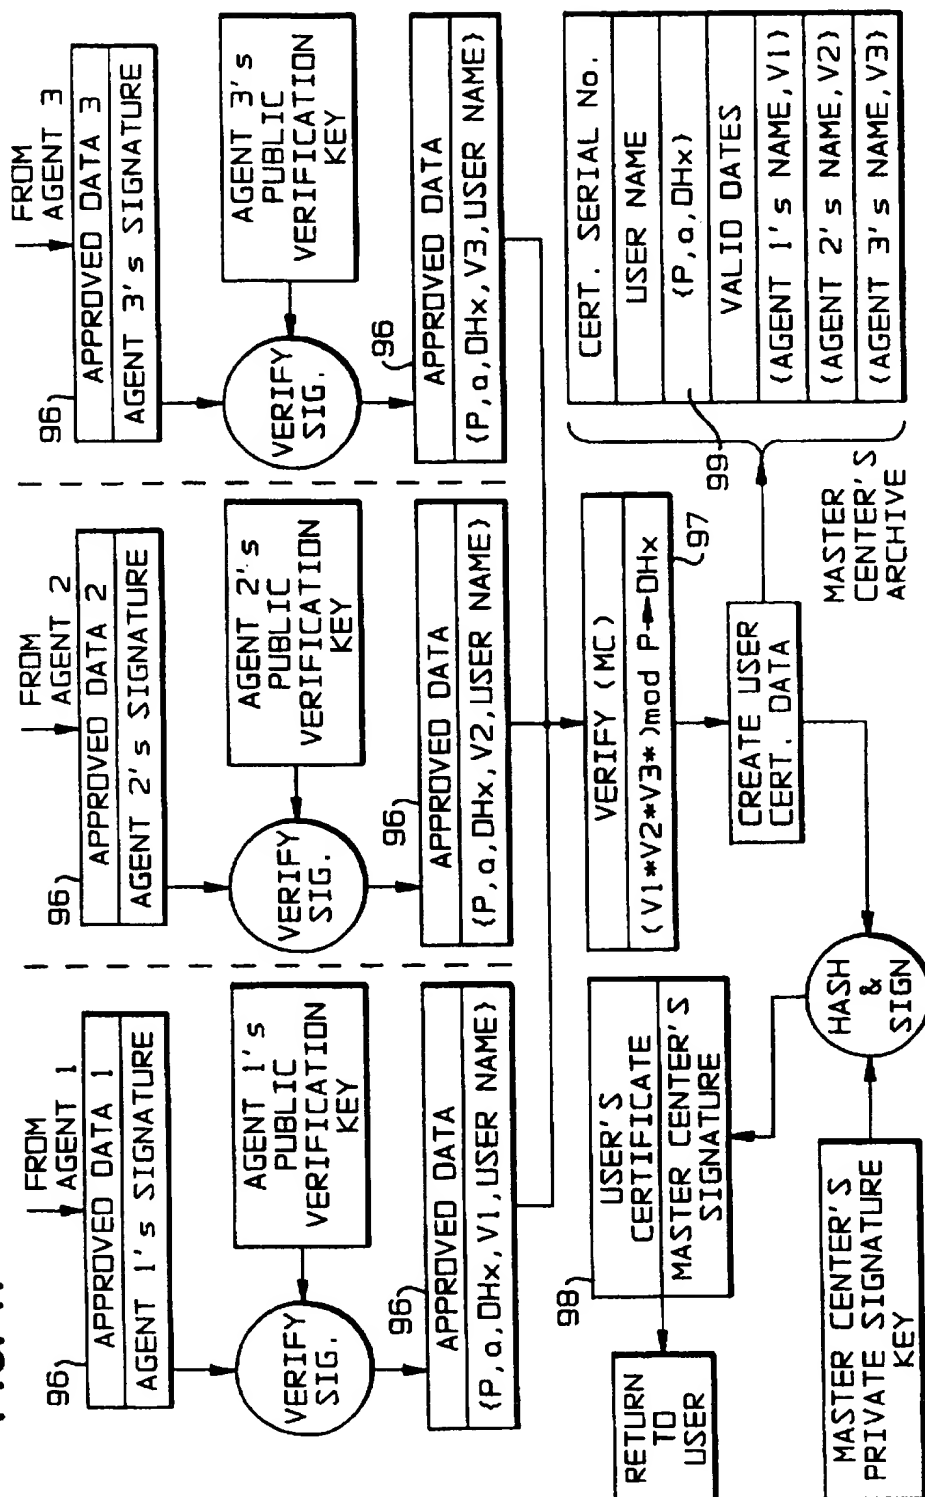 FROM
AGENT 1
96
APPROVED DATA 1
AGENT 1's SIGNATURE
AGENT 1's
PUBLIC
VERIFICATION
KEY
VERIFY
SIG.
96
APPROVED DATA
(P,a,DHx,V1,USER NAME)
FROM
AGENT 2
96
APPROVED DATA 2
AGENT 2's SIGNATURE
AGENT 2's
PUBLIC
VERIFICATION
KEY
VERIFY
SIG.
96
APPROVED DATA
(P,a,DHx,V2,USER NAME)
FROM
AGENT 3
96
APPROVED DATA 3
AGENT 3's SIGNATURE
AGENT 3's
PUBLIC
VERIFICATION
KEY
VERIFY
SIG.
96
APPROVED DATA
(P,a,DHx,V3,USER NAME)
VERIFY (MC)
(V1*V2*V3*)mod P→DHx
97
CREATE USER
CERT. DATA
MASTER
CENTER'S
ARCHIVE
99
CERT. SERIAL No.
USER NAME
(P,a,DHx)
VALID DATES
(AGENT 1's NAME,V1)
(AGENT 2's NAME,V2)
(AGENT 3's NAME,V3)
HASH
&
SIGN
MASTER CENTER'S
PRIVATE SIGNATURE
KEY
98
USER'S
CERTIFICATE
MASTER CENTER'S
SIGNATURE
RETURN
TO
USER